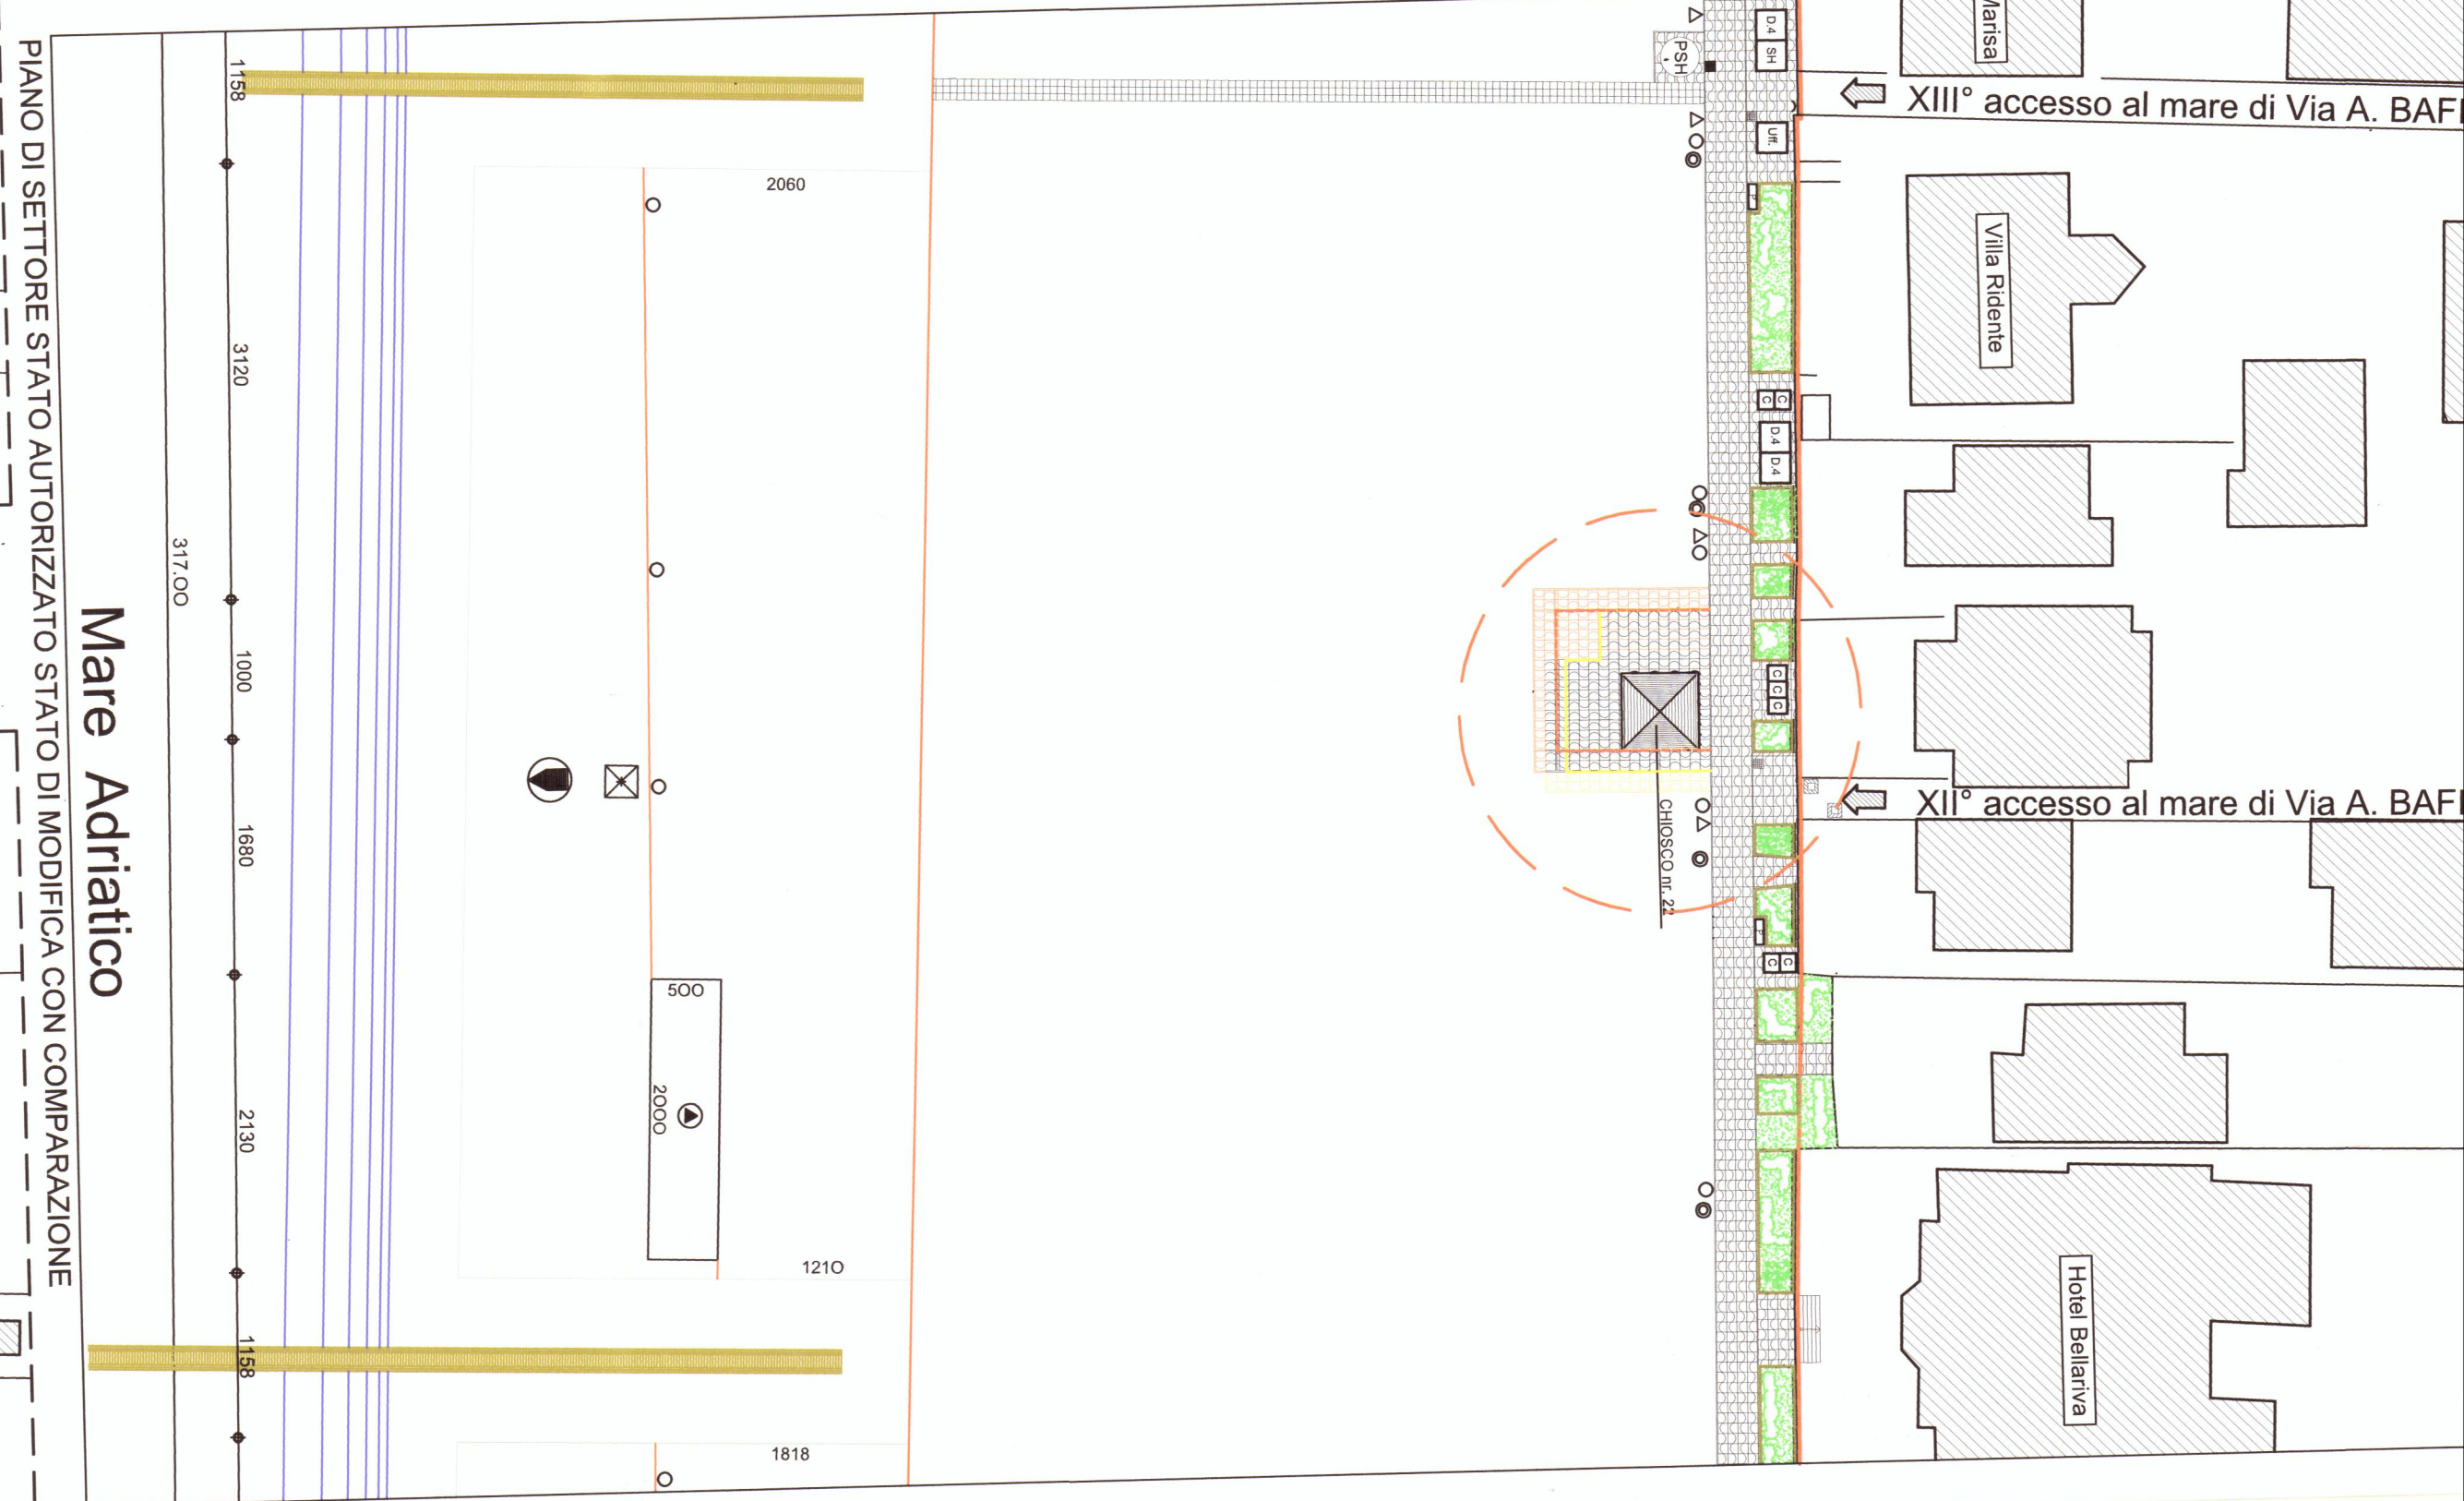 PIANO DI SETTORE STATO AUTORIZZATO STATO DI MODIFICA CON COMPARAZIONE
Mare Adriatico
317.OO
1158
3120
1000
1680
2130
1158
2060
500
2000
1210
1818
PSH
D.4
SH
Uff.
C
C
D.4
D.4
C
C
C
P
C
C
CHIOSCO nr. 22
Marisa
XIII° accesso al mare di Via A. BAF
Villa Ridente
XII° accesso al mare di Via A. BAF
Hotel Bellariva